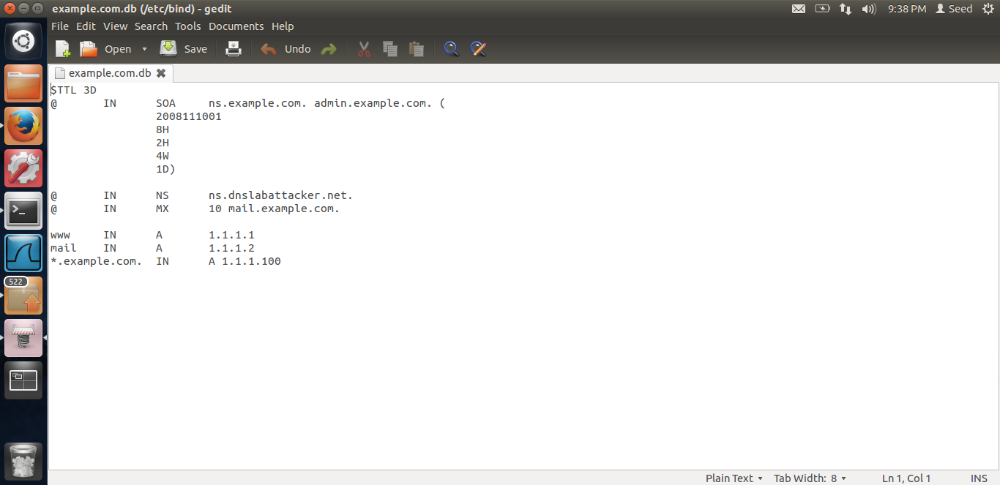 example.com.db (/etc/bind) - gedit
9:38 PM Seed
File Edit View Search Tools Documents Help
Open Save Undo
example.com.db
$TTL 3D
@ IN SOA ns.example.com. admin.example.com. (
2008111001
8H
2H
4W
1D)
@ IN NS ns.dnslabattacker.net.
@ IN MX 10 mail.example.com.
www IN A 1.1.1.1
mail IN A 1.1.1.2
*.example.com. IN A 1.1.1.100
522
Plain Text Tab Width: 8 Ln 1, Col 1 INS